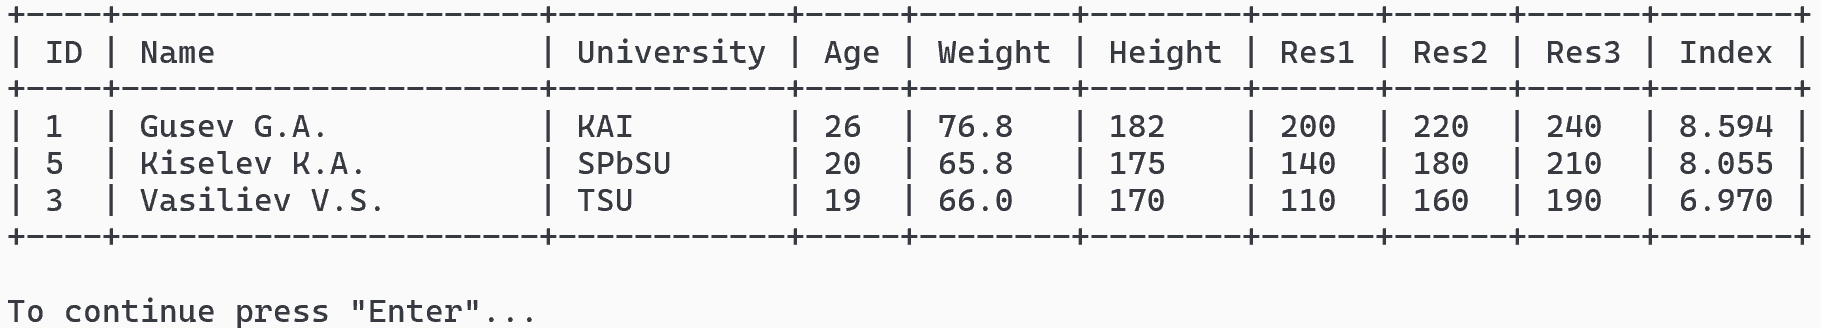 +----+----------------------+------------+-----+--------+--------+------+------+------+-------+
| ID | Name                 | University | Age | Weight | Height | Res1 | Res2 | Res3 | Index |
+----+----------------------+------------+-----+--------+--------+------+------+------+-------+
| 1  | Gusev G.A.           | KAI        | 26  | 76.8   | 182    | 200  | 220  | 240  | 8.594 |
| 5  | Kiselev K.A.         | SPbSU      | 20  | 65.8   | 175    | 140  | 180  | 210  | 8.055 |
| 3  | Vasiliev V.S.        | TSU        | 19  | 66.0   | 170    | 110  | 160  | 190  | 6.970 |
+----+----------------------+------------+-----+--------+--------+------+------+------+-------+
To continue press "Enter"...